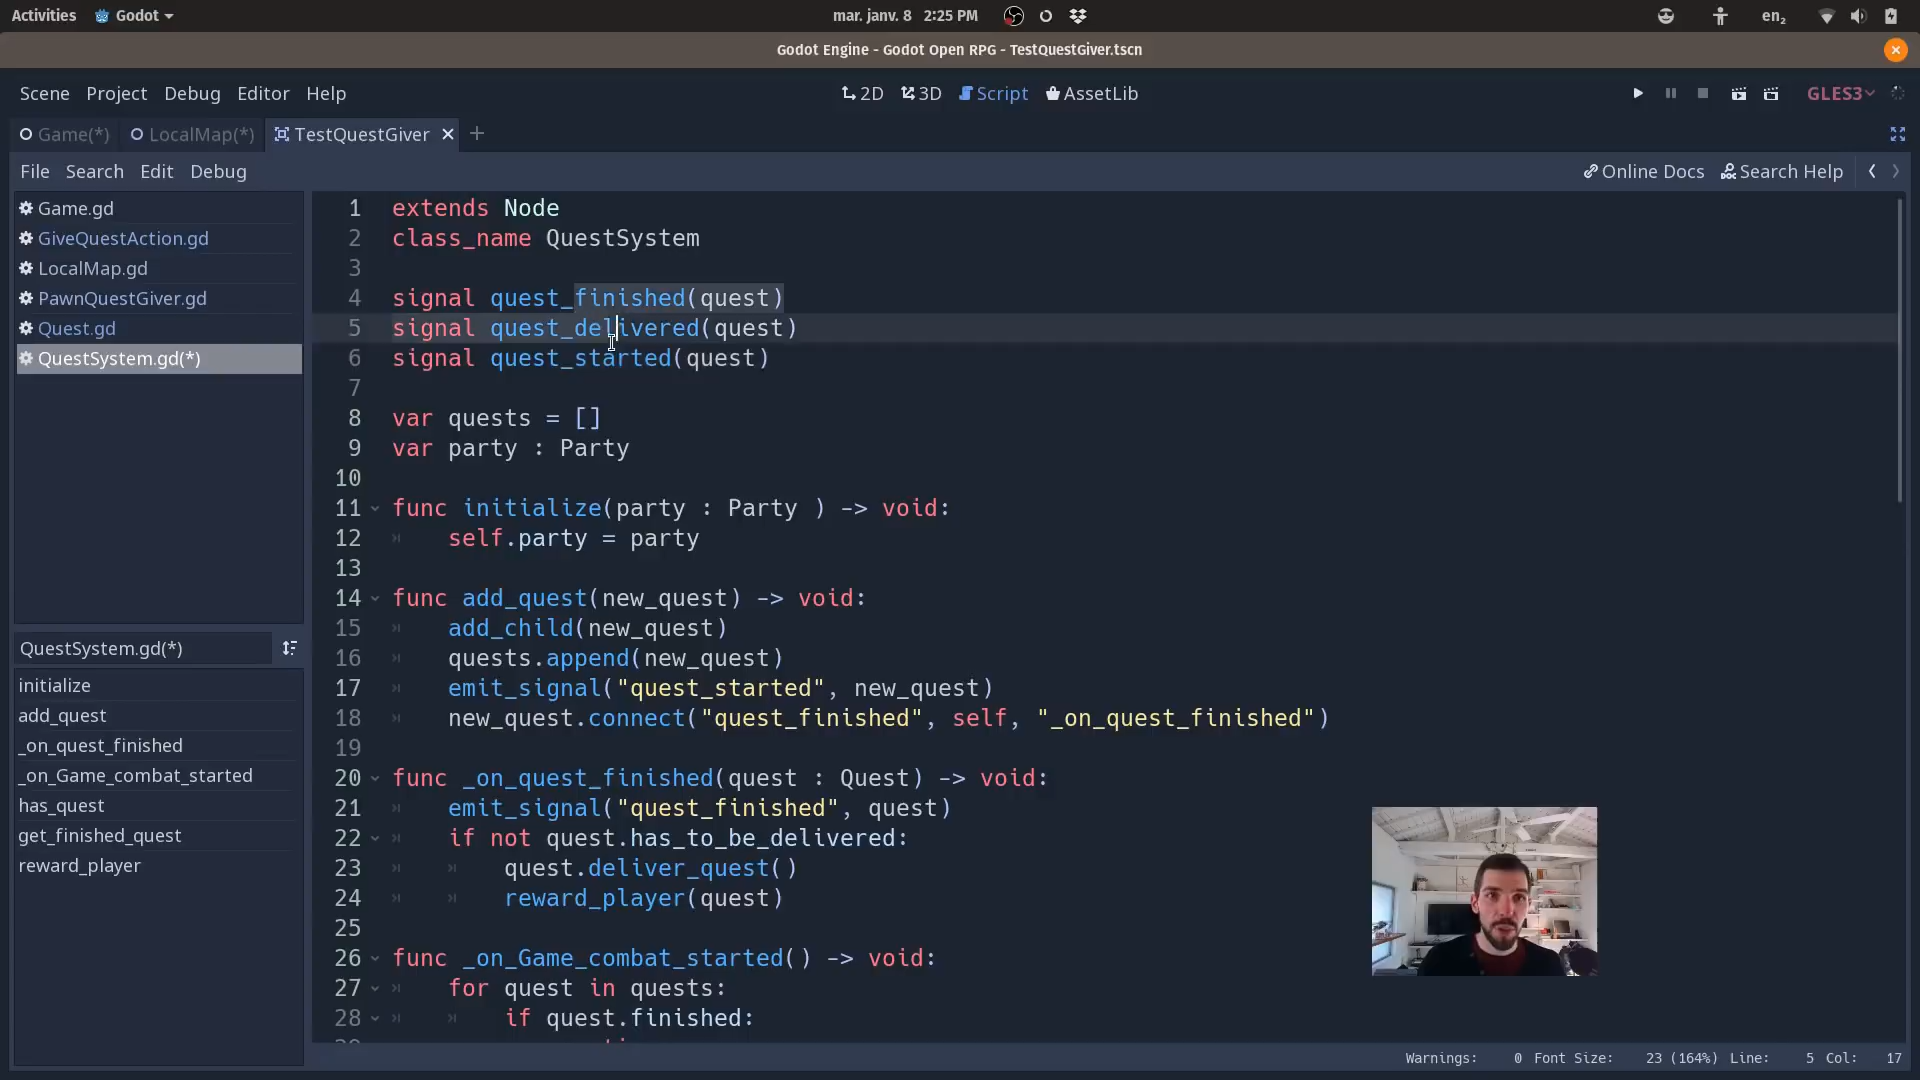 Activities Godot mar. janv. 8 2:25 PM en₂
Godot Engine - Godot Open RPG - TestQuestGiver.tscn
Scene Project Debug Editor Help 2D 3D Script AssetLib GLES3
Game(*) LocalMap(*) TestQuestGiver
File Search Edit Debug Online Docs Search Help
Game.gd
GiveQuestAction.gd
LocalMap.gd
PawnQuestGiver.gd
Quest.gd
QuestSystem.gd(*)
QuestSystem.gd(*)
initialize
add_quest
_on_quest_finished
_on_Game_combat_started
has_quest
get_finished_quest
reward_player
1 extends Node
2 class_name QuestSystem
3
4 signal quest_finished(quest)
5 signal quest_delivered(quest)
6 signal quest_started(quest)
7
8 var quests = []
9 var party : Party
10
11 func initialize(party : Party ) -> void:
12 self.party = party
13
14 func add_quest(new_quest) -> void:
15 add_child(new_quest)
16 quests.append(new_quest)
17 emit_signal("quest_started", new_quest)
18 new_quest.connect("quest_finished", self, "_on_quest_finished")
19
20 func _on_quest_finished(quest : Quest) -> void:
21 emit_signal("quest_finished", quest)
22 if not quest.has_to_be_delivered:
23 quest.deliver_quest()
24 reward_player(quest)
25
26 func _on_Game_combat_started() -> void:
27 for quest in quests:
28 if quest.finished:
Warnings: 0 Font Size: 23 (164%) Line: 5 Col: 17